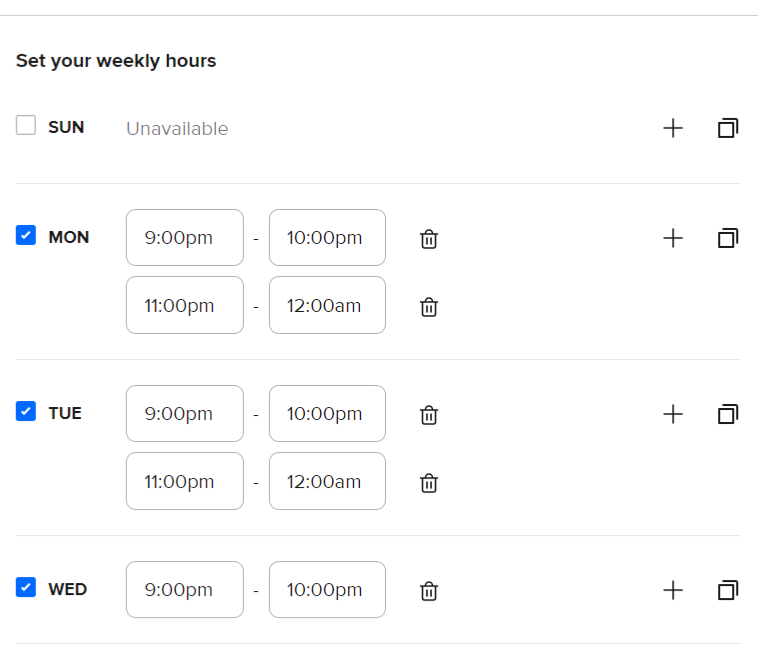 Set your weekly hours
SUN Unavailable
MON 9:00pm - 10:00pm
11:00pm - 12:00am
TUE 9:00pm - 10:00pm
11:00pm - 12:00am
WED 9:00pm - 10:00pm